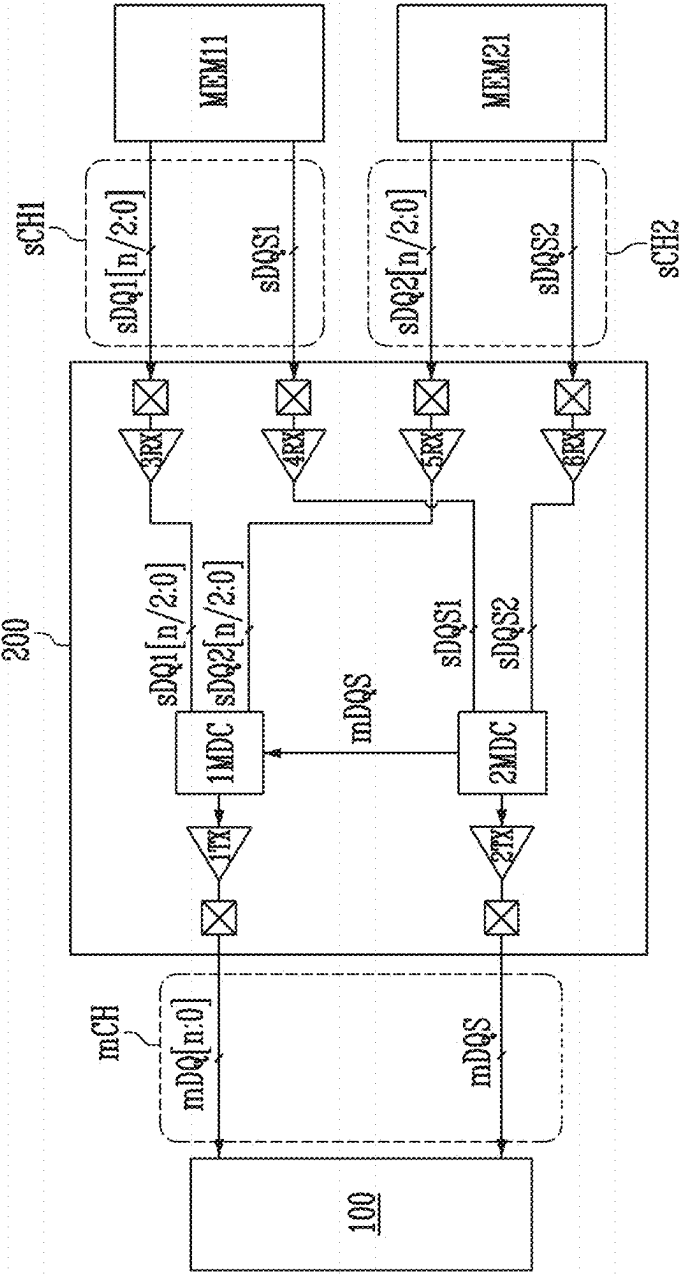 MEM11
MEM21
sCH1
sDQ1[n/2:0]
sDQS1
sDQ2[n/2:0]
sDQS2
sCH2
3RX
4RX
5RX
6RX
200
sDQ1[n/2:0]
sDQ2[n/2:0]
sDQS1
sDQS2
1MDC
mDQS
2MDC
1TX
2TX
mCH
mDQ[n:0]
mDQS
100